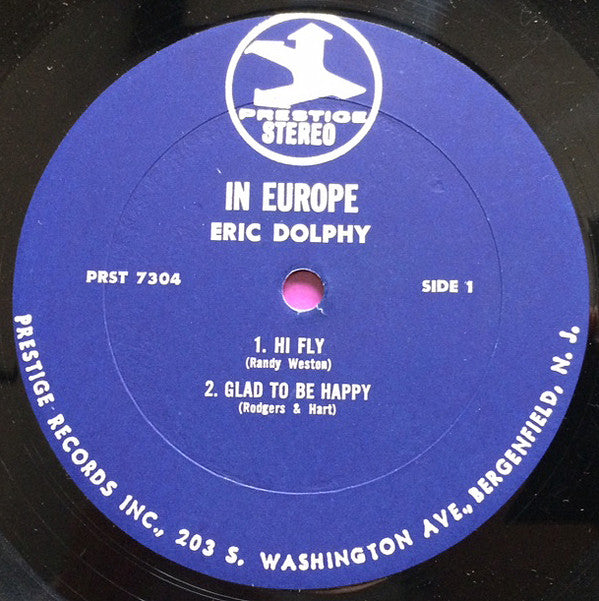 PRESTIGE
STEREO
IN EUROPE
ERIC DOLPHY
PRST 7304
SIDE 1
1. HI FLY
(Randy Weston)
2. GLAD TO BE HAPPY
(Rodgers & Hart)
PRESTIGE RECORDS INC., 203 S. WASHINGTON AVE., BERGENFIELD, N. J.